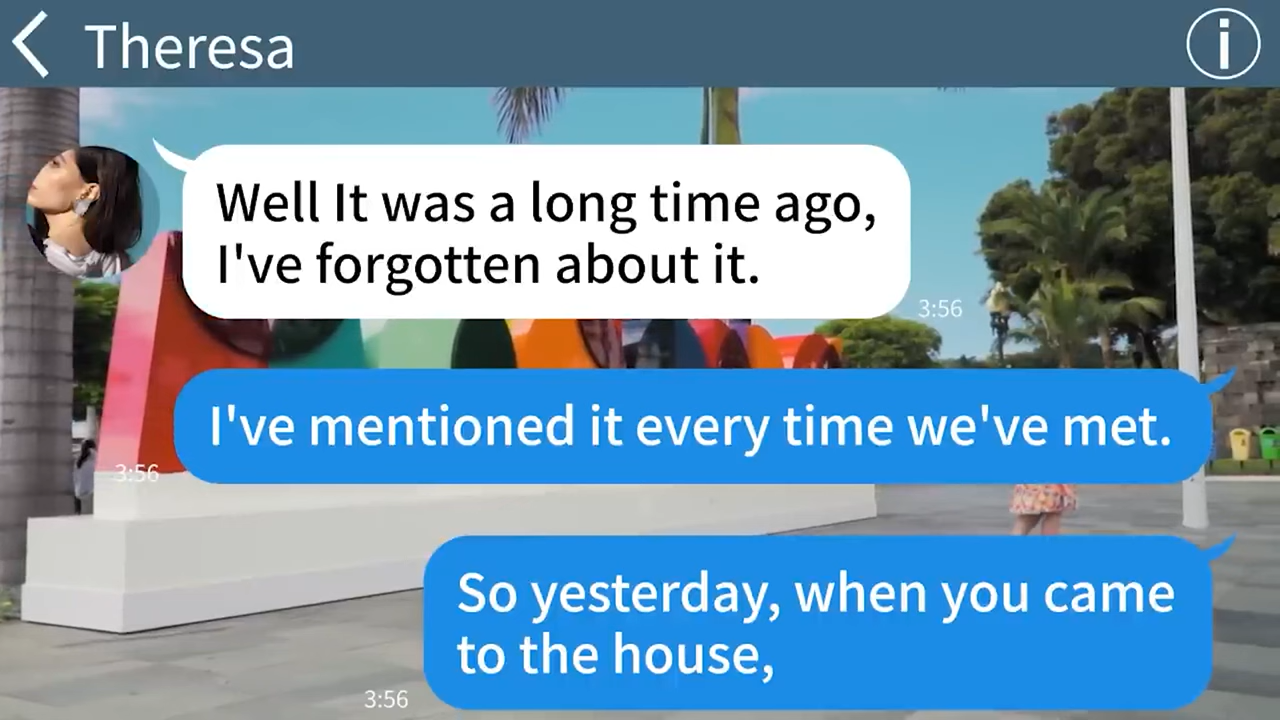 Theresa
Well It was a long time ago,
I've forgotten about it.
3:56
I've mentioned it every time we've met.
3:56
So yesterday, when you came
to the house,
3:56